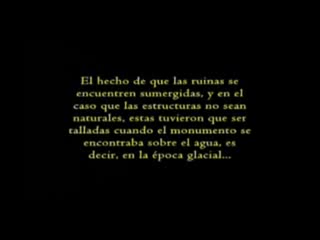 El hecho de que las ruinas se
encuentren sumergidas, y en el
caso que las estructuras no sean
naturales, estas tuvieron que ser
talladas cuando el monumento se
encontraba sobre el agua, es
decir, en la época glacial...